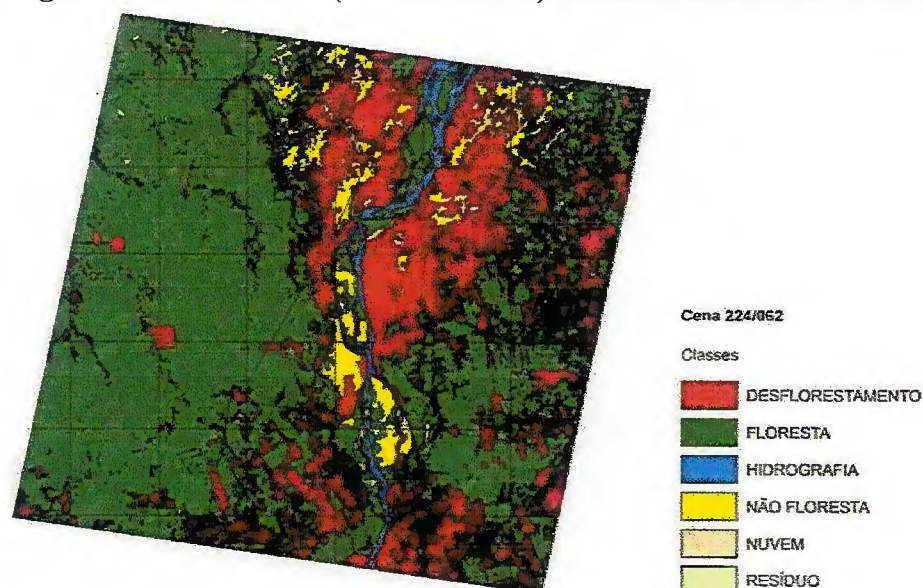 Cena 224/062
Classes
DESFLORESTAMENTO
FLORESTA
HIDROGRAFIA
NÃO FLORESTA
NUVEM
RESÍDUO